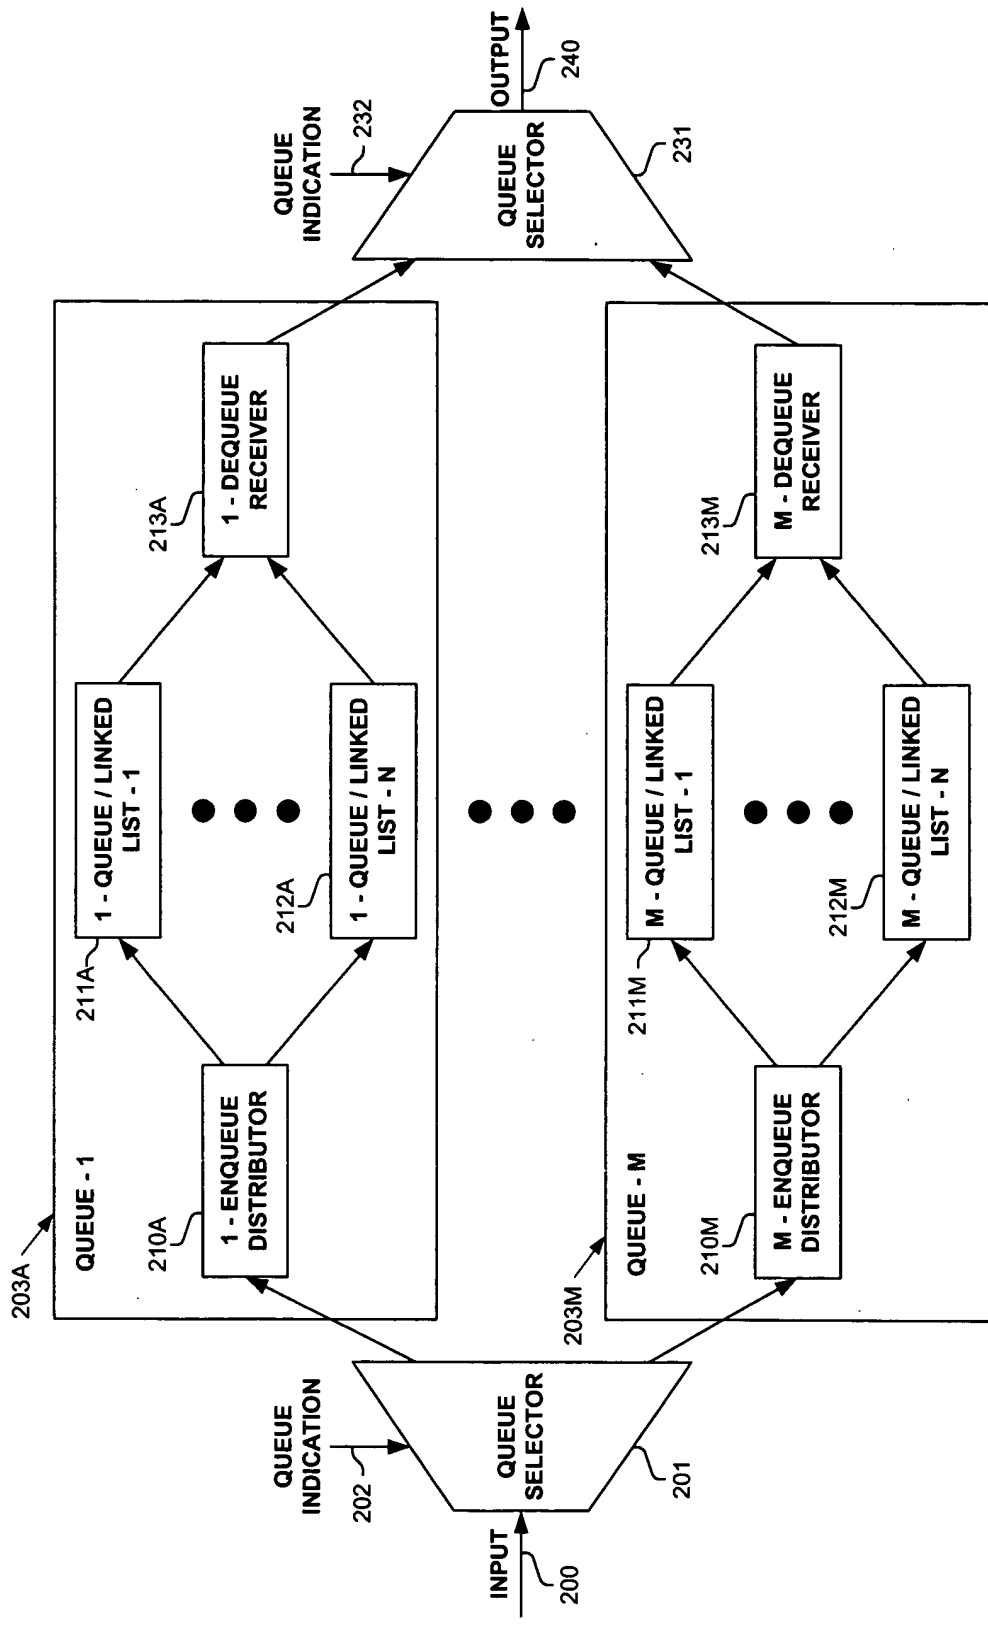 INPUT
200
QUEUE
INDICATION
202
QUEUE
SELECTOR
201
203A
QUEUE - 1
210A
1 - ENQUEUE
DISTRIBUTOR
211A
1 - QUEUE / LINKED
LIST - 1
212A
1 - QUEUE / LINKED
LIST - N
213A
1 - DEQUEUE
RECEIVER
203M
QUEUE - M
210M
M - ENQUEUE
DISTRIBUTOR
211M
M - QUEUE / LINKED
LIST - 1
212M
M - QUEUE / LINKED
LIST - N
213M
M - DEQUEUE
RECEIVER
QUEUE
INDICATION
232
QUEUE
SELECTOR
231
OUTPUT
240